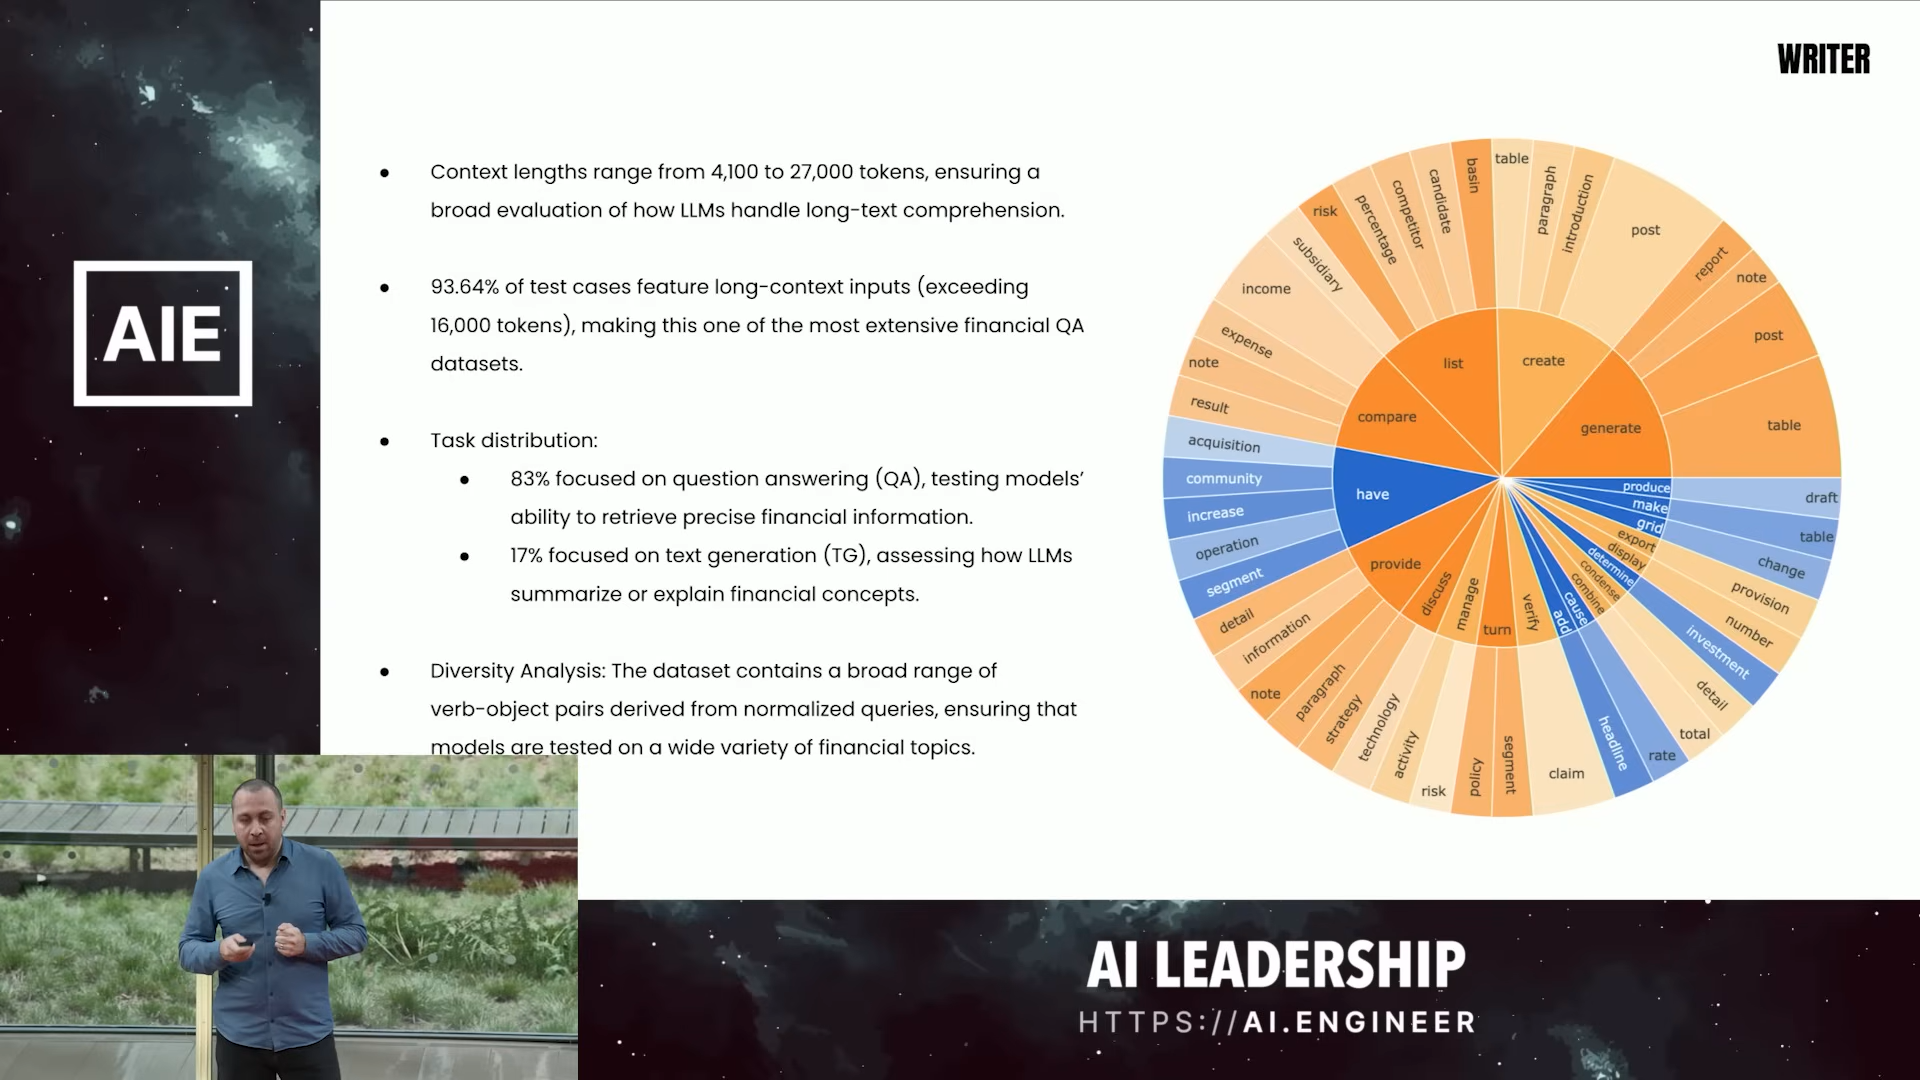 WRITER
AIE
● Context lengths range from 4,100 to 27,000 tokens, ensuring a
broad evaluation of how LLMs handle long-text comprehension.
● 93.64% of test cases feature long-context inputs (exceeding
16,000 tokens), making this one of the most extensive financial QA
datasets.
● Task distribution:
● 83% focused on question answering (QA), testing models’
ability to retrieve precise financial information.
● 17% focused on text generation (TG), assessing how LLMs
summarize or explain financial concepts.
● Diversity Analysis: The dataset contains a broad range of
verb-object pairs derived from normalized queries, ensuring that
models are tested on a wide variety of financial topics.
list
basin
candidate
competitor
percentage
risk
create
table
paragraph
introduction
post
generate
report
note
post
table
produce
draft
make
table
grid
change
export
provision
display
number
determine
investment
condense
detail
combine
total
cause
rate
add
headline
verify
claim
turn
segment
policy
manage
risk
activity
technology
discuss
strategy
paragraph
provide
note
information
detail
have
segment
operation
increase
community
acquisition
compare
result
note
expense
income
subsidiary
AI LEADERSHIP
HTTPS://AI.ENGINEER